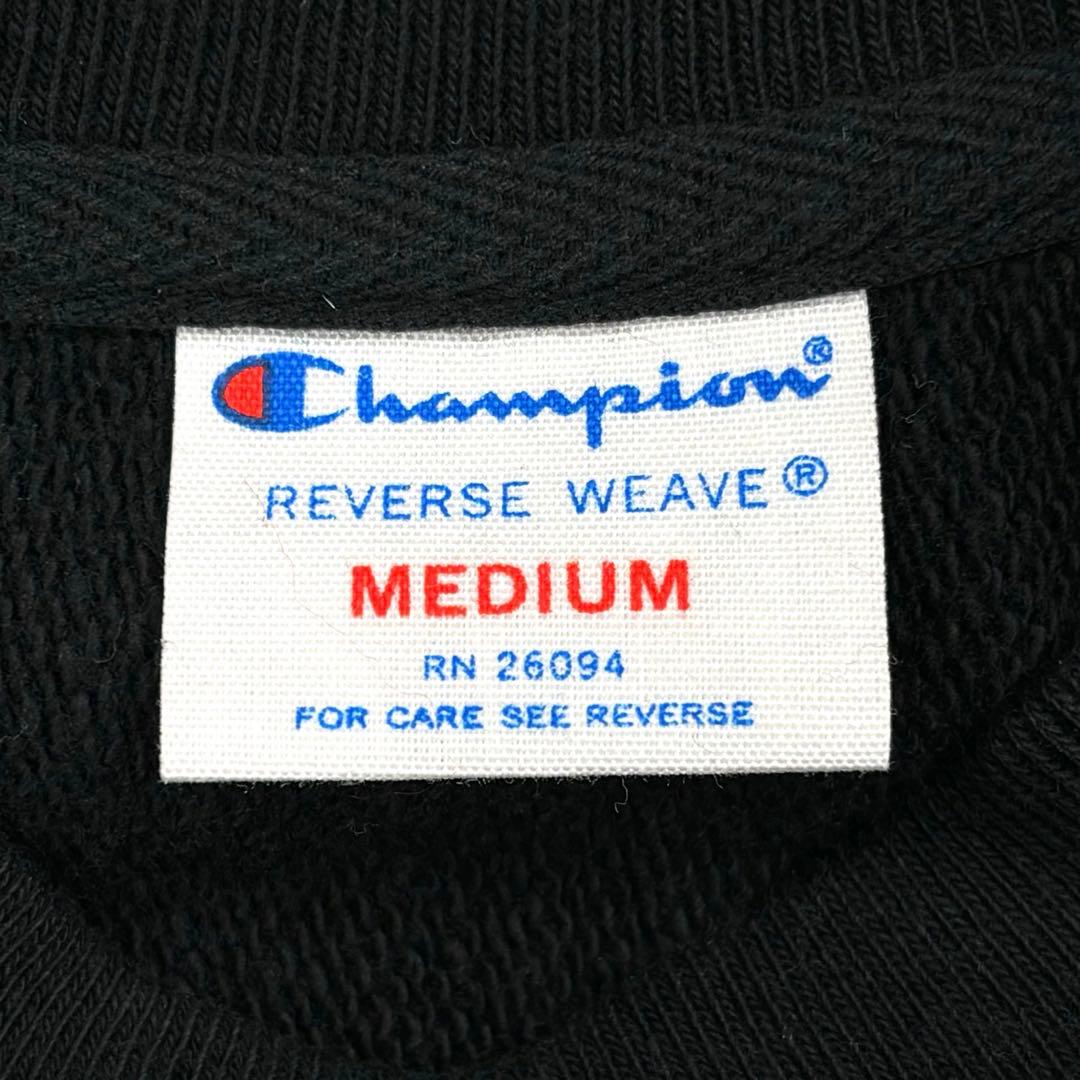 Champion®
REVERSE WEAVE®
MEDIUM
RN 26094
FOR CARE SEE REVERSE